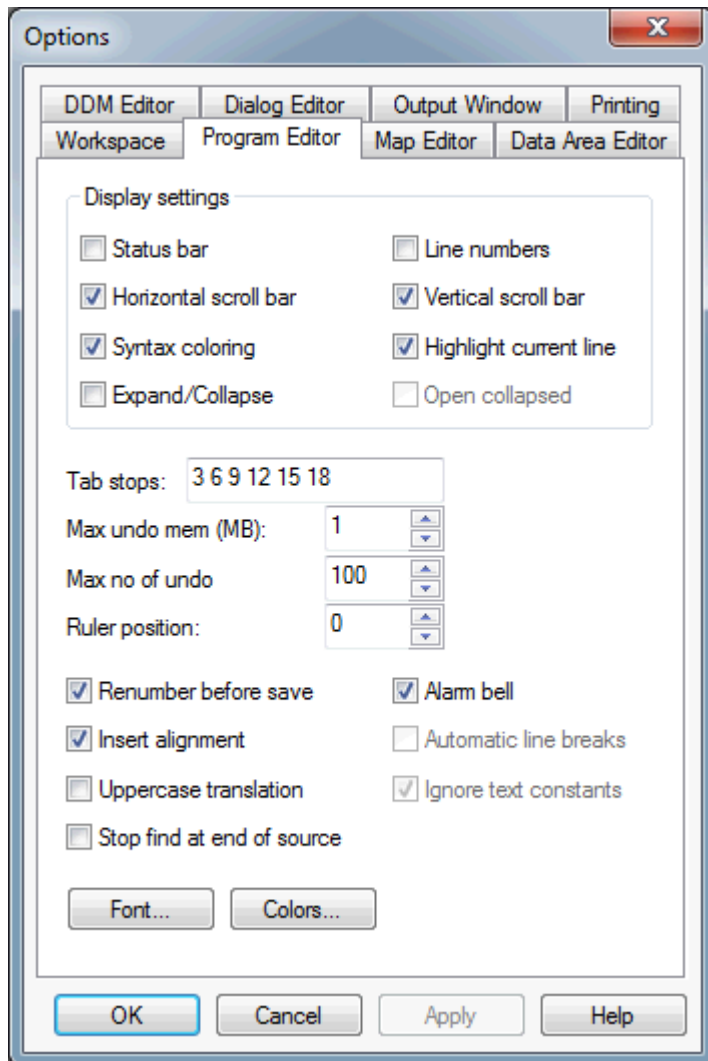 Options
DDM Editor Dialog Editor Output Window Printing
Workspace Program Editor Map Editor Data Area Editor
Display settings
Status bar Line numbers
Horizontal scroll bar Vertical scroll bar
Syntax coloring Highlight current line
Expand/Collapse Open collapsed
Tab stops: 3 6 9 12 15 18
Max undo mem (MB): 1
Max no of undo 100
Ruler position: 0
Renumber before save Alarm bell
Insert alignment Automatic line breaks
Uppercase translation Ignore text constants
Stop find at end of source
Font... Colors...
OK Cancel Apply Help